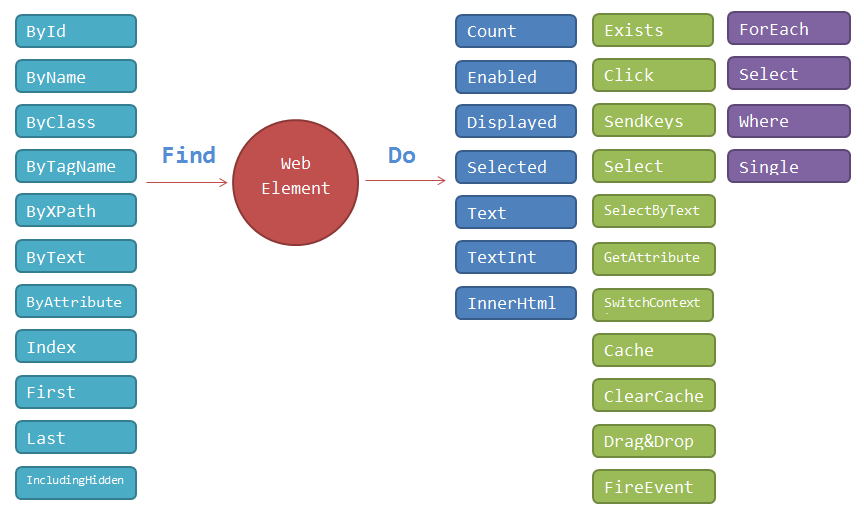 ById
ByName
ByClass
ByTagName
ByXPath
ByText
ByAttribute
Index
First
Last
IncludingHidden
Find
Web
Element
Do
Count
Enabled
Displayed
Selected
Text
TextInt
InnerHtml
Exists
Click
SendKeys
Select
SelectByText
GetAttribute
SwitchContext
Cache
ClearCache
Drag&Drop
FireEvent
ForEach
Select
Where
Single